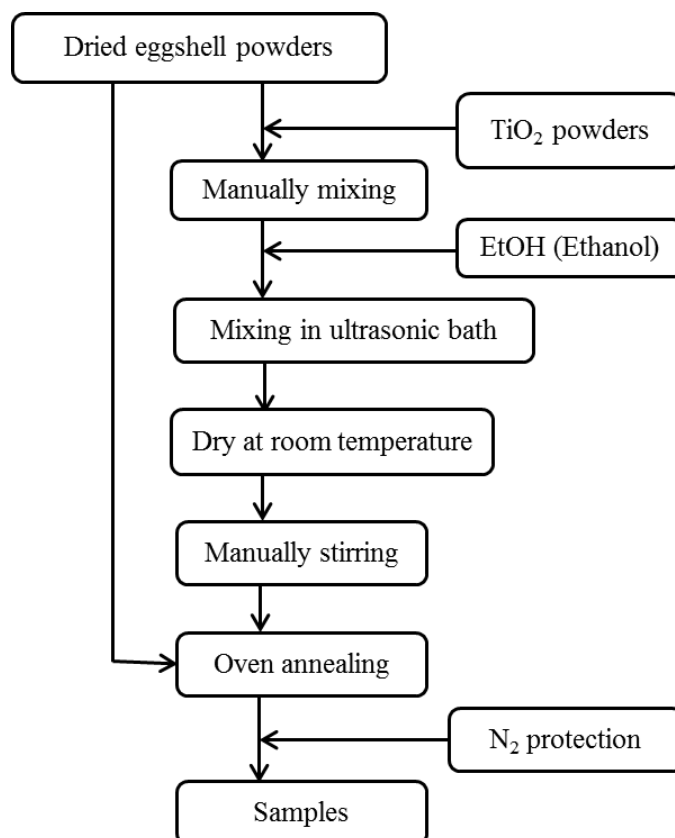 Dried eggshell powders
TiO₂ powders
Manually mixing
EtOH (Ethanol)
Mixing in ultrasonic bath
Dry at room temperature
Manually stirring
Oven annealing
N₂ protection
Samples